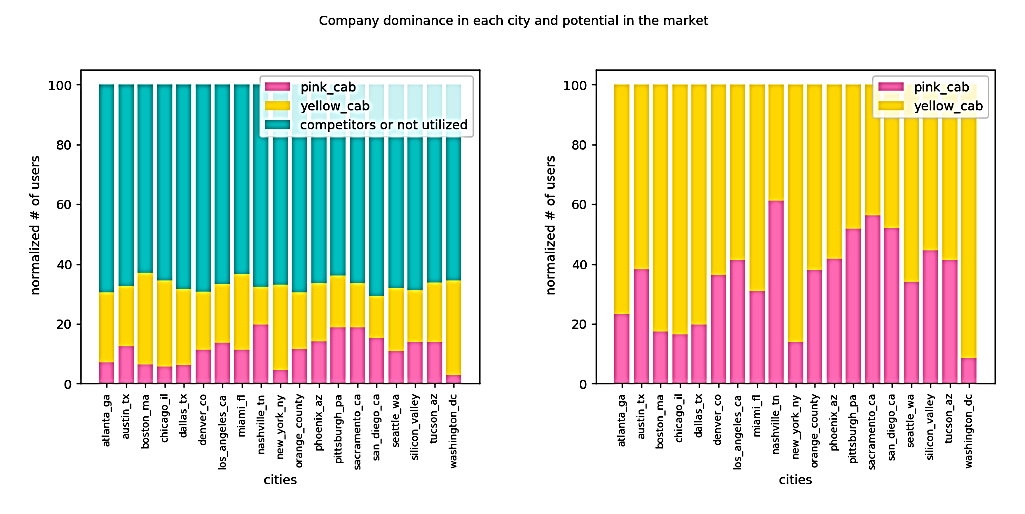 Company dominance in each city and potential in the market
pink_cab
yellow_cab
competitors or not utilized
normalized # of users
100
80
60
40
20
0
atlanta_ga
austin_tx
boston_ma
chicago_il
dallas_tx
denver_co
los_angeles_ca
miami_fl
nashville_tn
new_york_ny
orange_county
phoenix_az
pittsburgh_pa
sacramento_ca
san_diego_ca
seattle_wa
silicon_valley
tucson_az
washington_dc
cities
pink_cab
yellow_cab
normalized # of users
100
80
60
40
20
0
atlanta_ga
austin_tx
boston_ma
chicago_il
dallas_tx
denver_co
los_angeles_ca
miami_fl
nashville_tn
new_york_ny
orange_county
phoenix_az
pittsburgh_pa
sacramento_ca
san_diego_ca
seattle_wa
silicon_valley
tucson_az
washington_dc
cities